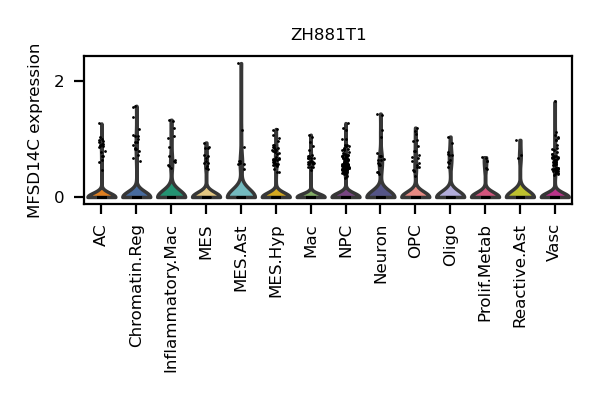 ZH881T1
MFSD14C expression
2
0
AC
Chromatin.Reg
Inflammatory.Mac
MES
MES.Ast
MES.Hyp
Mac
NPC
Neuron
OPC
Oligo
Prolif.Metab
Reactive.Ast
Vasc